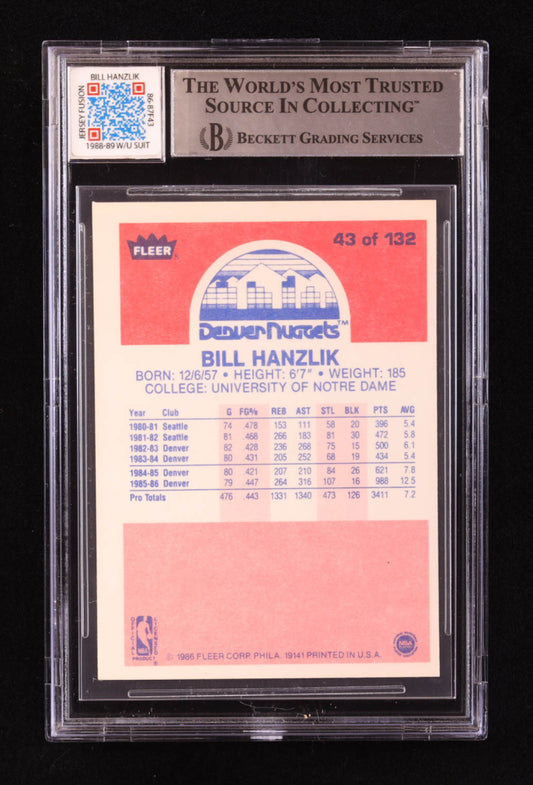 BILL HANZLIK
JERSEY FUSION
86-87F43
1988-89 W/U SUIT
THE WORLD'S MOST TRUSTED
SOURCE IN COLLECTING™
B BECKETT GRADING SERVICES
FLEER
43 of 132
Denver Nuggets™
BILL HANZLIK
BORN: 12/6/57 • HEIGHT: 6'7" • WEIGHT: 185
COLLEGE: UNIVERSITY OF NOTRE DAME
Year Club G FG% REB AST STL BLK PTS AVG
1980-81 Seattle 74 .478 153 111 58 20 396 5.4
1981-82 Seattle 81 .468 266 183 81 30 472 5.8
1982-83 Denver 82 .428 236 268 75 15 500 6.1
1983-84 Denver 80 .431 205 252 68 19 434 5.4
1984-85 Denver 80 .421 207 210 84 26 621 7.8
1985-86 Denver 79 .447 264 316 107 16 988 12.5
Pro Totals 476 .443 1331 1340 473 126 3411 7.2
OFFICIAL
LICENSED
NBA
PRODUCT
© 1986 FLEER CORP. PHILA. 19141 PRINTED IN U.S.A.